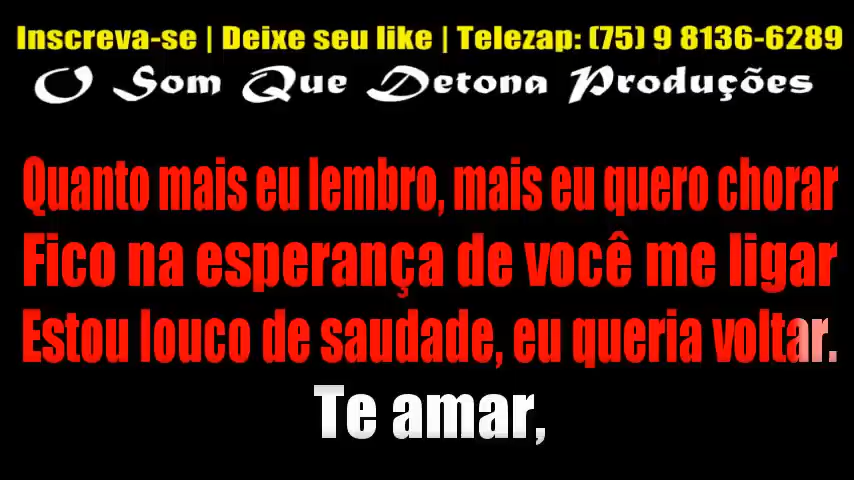 Inscreva-se | Deixe seu like | Telezap: (75) 9 8136-6289
O Som Que Detona Produções
Quanto mais eu lembro, mais eu quero chorar
Fico na esperança de você me ligar
Estou louco de saudade, eu queria voltar.
Te amar,